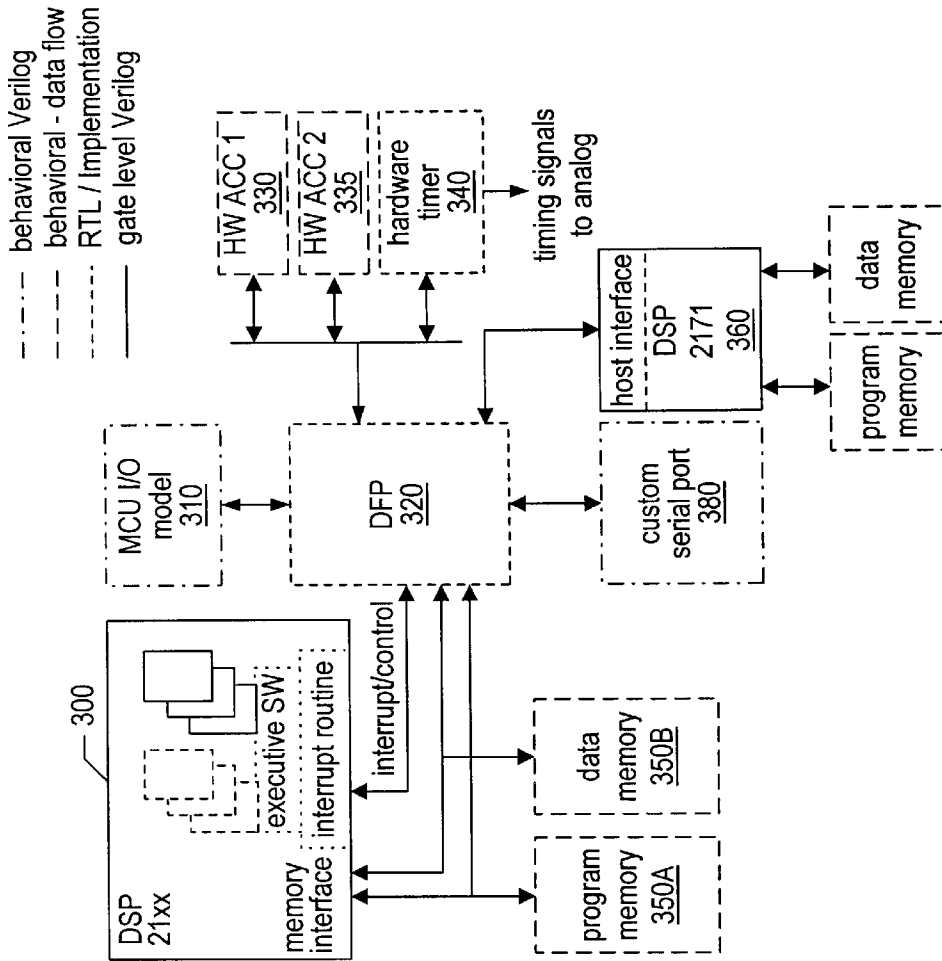 behavioral Verilog
behavioral - data flow
RTL / Implementation
gate level Verilog
300
DSP
21xx
executive SW
interrupt routine
memory
interface
interrupt/control
program
memory
350A
data
memory
350B
MCU I/O
model
310
DFP
320
custom
serial port
380
HW ACC 1
330
HW ACC 2
335
hardware
timer
340
timing signals
to analog
host interface
DSP
2171
360
program
memory
data
memory